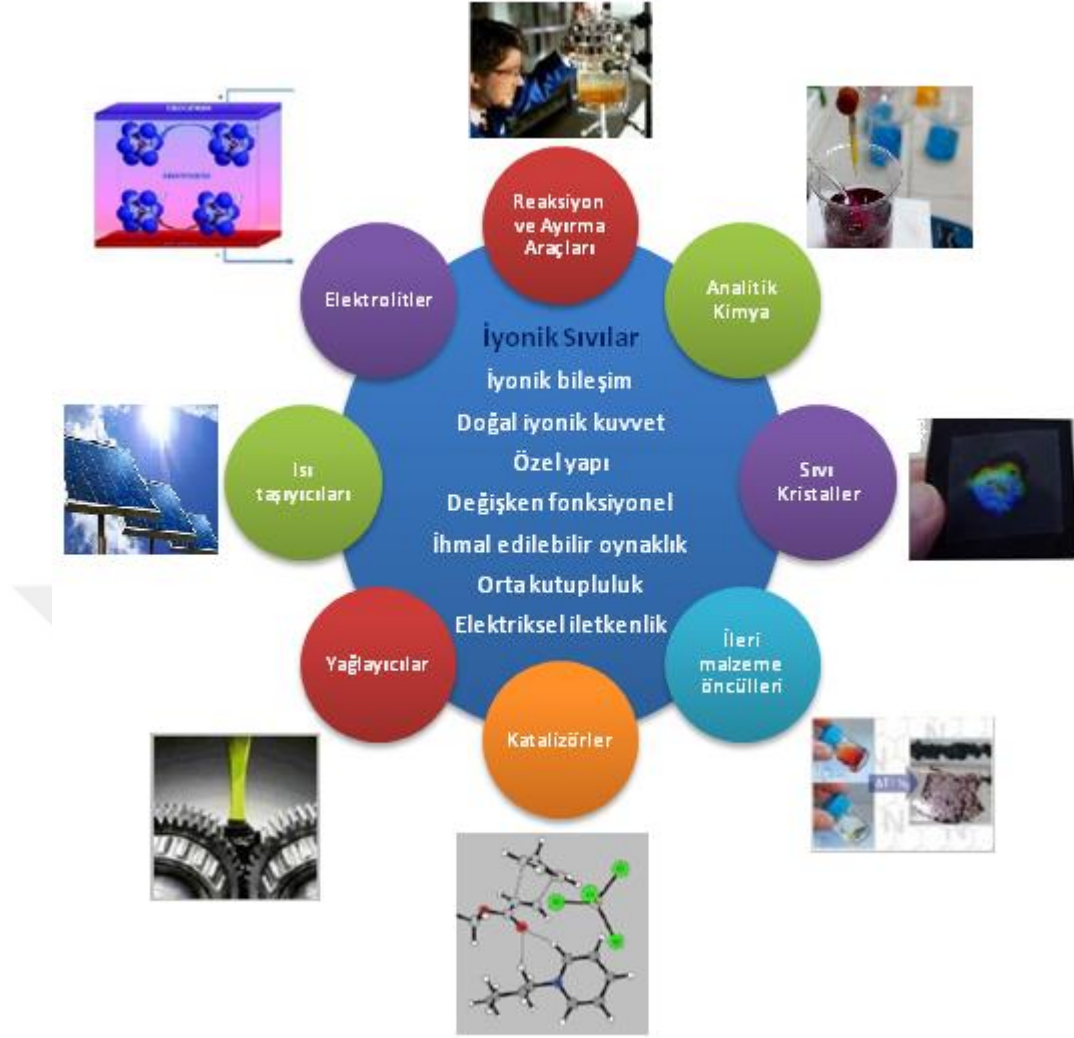 Reaksiyon
ve Ayırma
Araçları
Elektrolitler
Analitik
Kimya
İyonik Sıvılar
İyonik bileşim
Doğal iyonik kuvvet
Özel yapı
Değişken fonksiyonel
İhmal edilebilir oynaklık
Orta kutupluluk
Elektriksel iletkenlik
Isı
taşıyıcıları
Sıvı
Kristaller
Yağlayıcılar
İleri
malzeme
öncülleri
Katalizörler